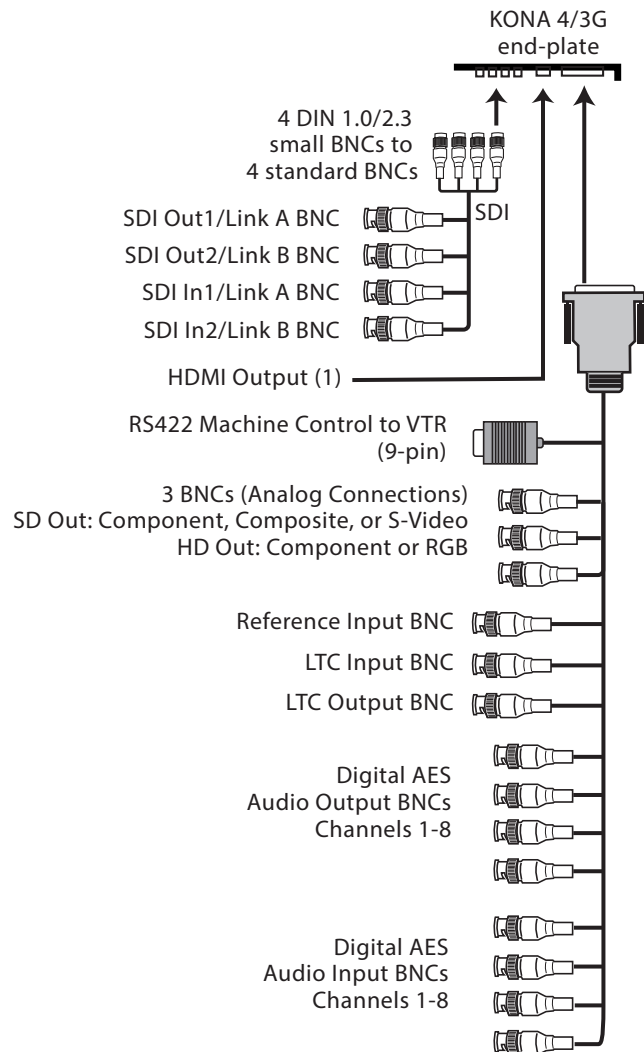 KONA 4/3G
end-plate
4 DIN 1.0/2.3
small BNCs to
4 standard BNCs
SDI
SDI Out1/Link A BNC
SDI Out2/Link B BNC
SDI In1/Link A BNC
SDI In2/Link B BNC
HDMI Output (1)
RS422 Machine Control to VTR
(9-pin)
3 BNCs (Analog Connections)
SD Out: Component, Composite, or S-Video
HD Out: Component or RGB
Reference Input BNC
LTC Input BNC
LTC Output BNC
Digital AES
Audio Output BNCs
Channels 1-8
Digital AES
Audio Input BNCs
Channels 1-8